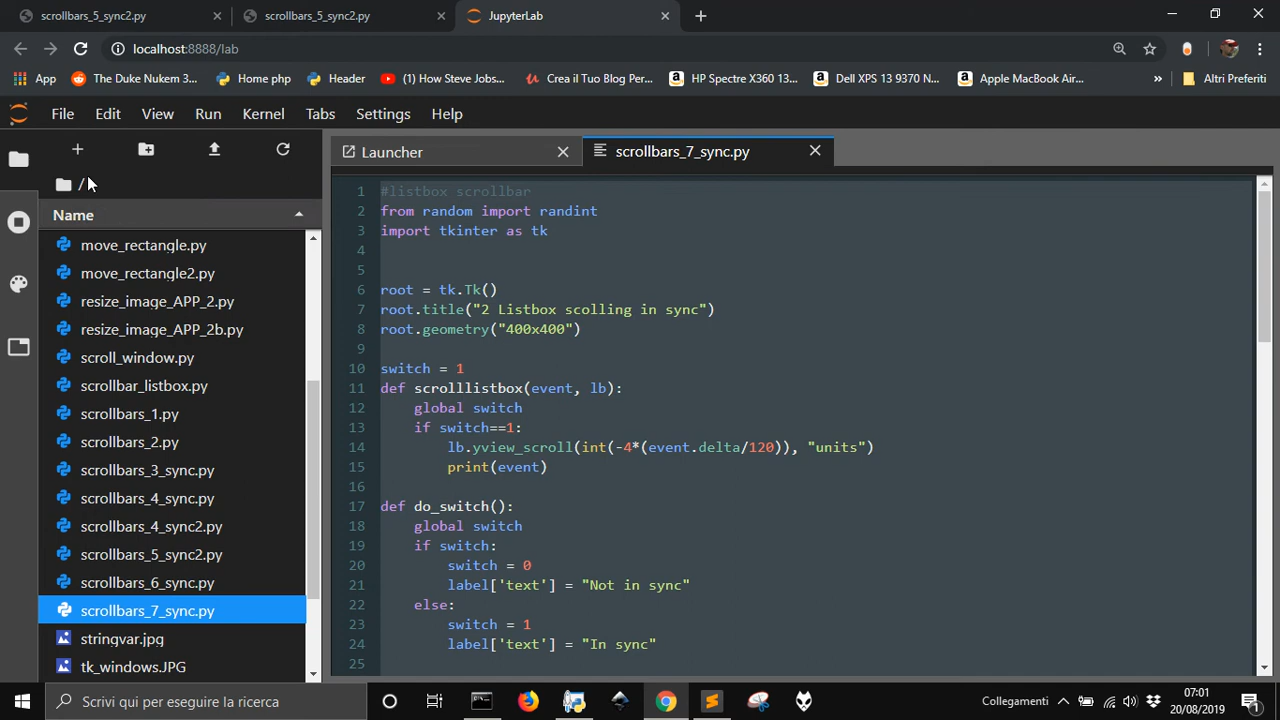 scrollbars_5_sync2.py
scrollbars_5_sync2.py
JupyterLab
localhost:8888/lab
App
The Duke Nukem 3...
Home php
Header
(1) How Steve Jobs...
Crea il Tuo Blog Per...
HP Spectre X360 13...
Dell XPS 13 9370 N...
Apple MacBook Air...
»
Altri Preferiti
File Edit View Run Kernel Tabs Settings Help
/
Name
move_rectangle.py
move_rectangle2.py
resize_image_APP_2.py
resize_image_APP_2b.py
scroll_window.py
scrollbar_listbox.py
scrollbars_1.py
scrollbars_2.py
scrollbars_3_sync.py
scrollbars_4_sync.py
scrollbars_4_sync2.py
scrollbars_5_sync2.py
scrollbars_6_sync.py
scrollbars_7_sync.py
stringvar.jpg
tk_windows.JPG
Launcher
scrollbars_7_sync.py
1 #listbox scrollbar
2 from random import randint
3 import tkinter as tk
4
5
6 root = tk.Tk()
7 root.title("2 Listbox scolling in sync")
8 root.geometry("400x400")
9
10 switch = 1
11 def scrolllistbox(event, lb):
12 global switch
13 if switch==1:
14 lb.yview_scroll(int(-4*(event.delta/120)), "units")
15 print(event)
16
17 def do_switch():
18 global switch
19 if switch:
20 switch = 0
21 label['text'] = "Not in sync"
22 else:
23 switch = 1
24 label['text'] = "In sync"
25
Scrivi qui per eseguire la ricerca
Collegamenti
07:01
20/08/2019
1